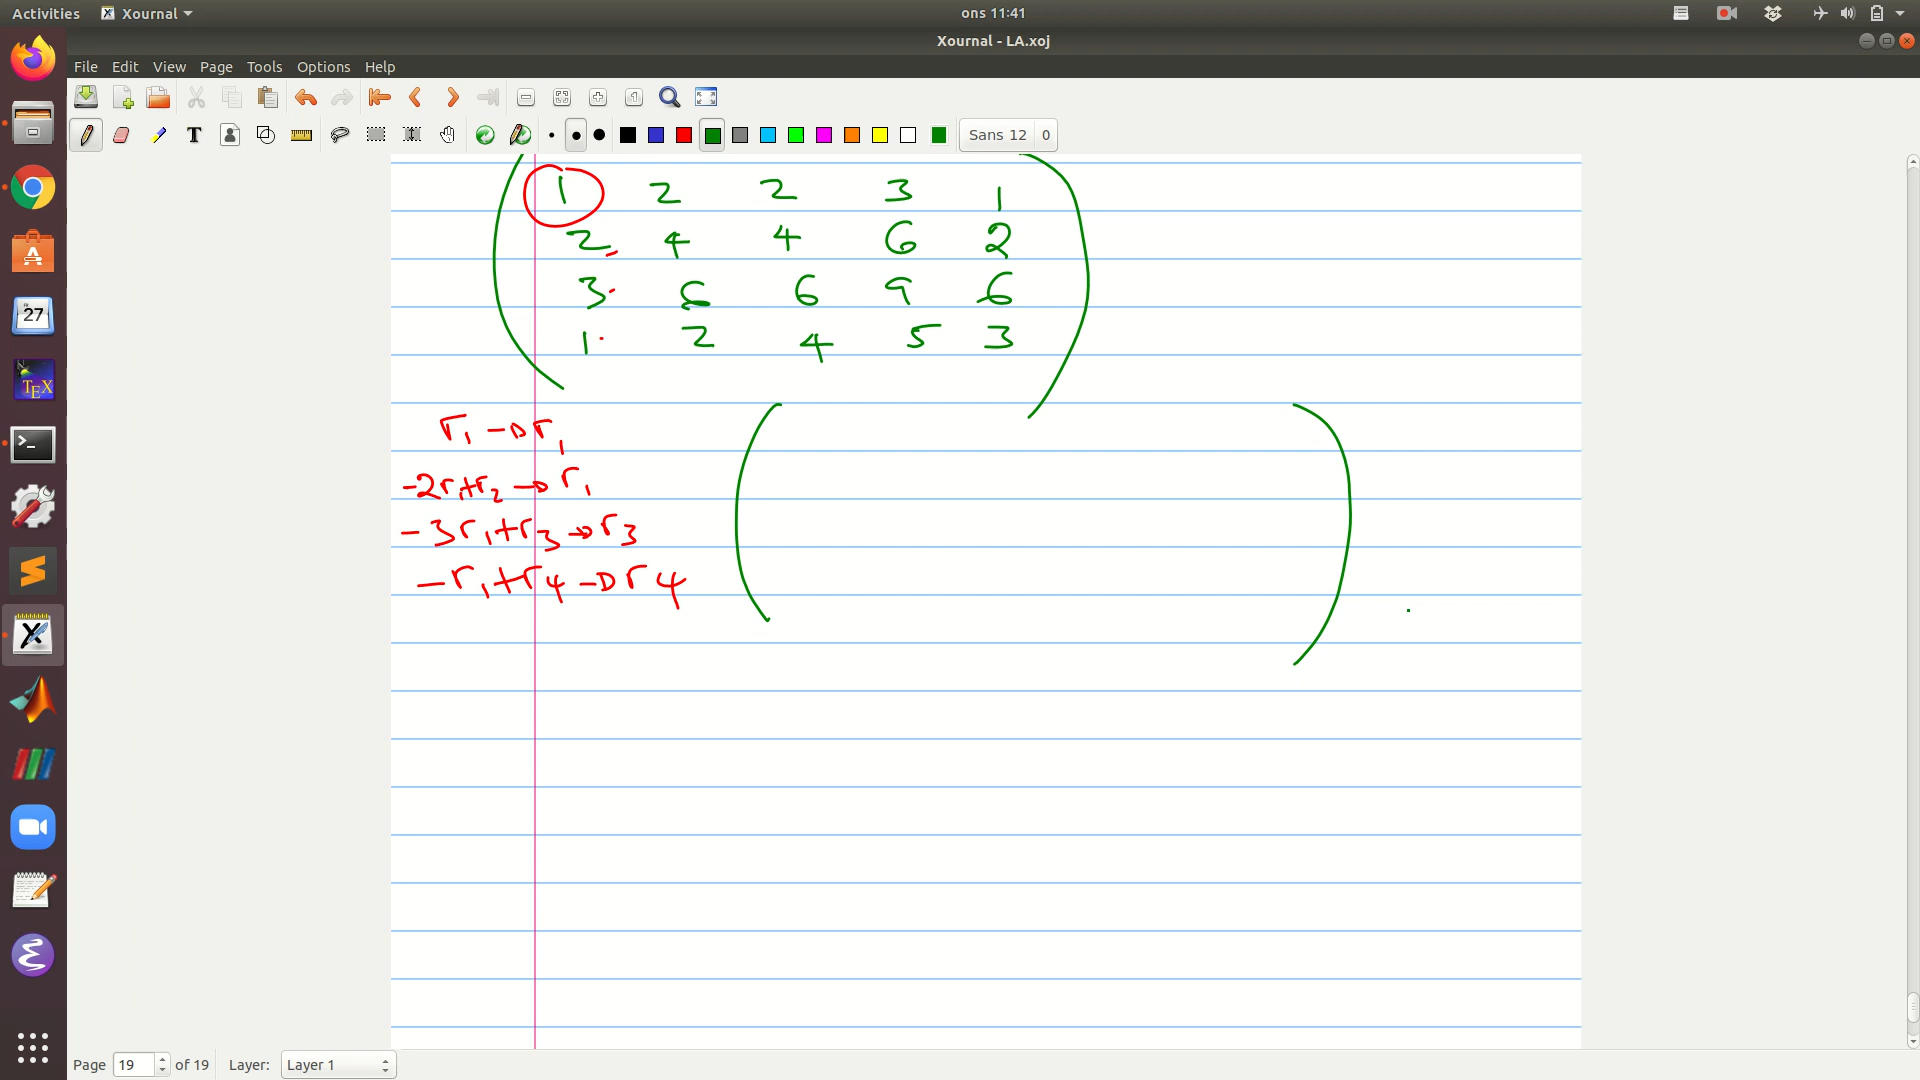 Activities Xournal ons 11:41
Xournal - LA.xoj
File Edit View Page Tools Options Help
T Sans 12 0
1 2 2 3 1
2 4 4 6 2
3 6 6 9 6
1 2 4 5 3
r1 → r1
-2r1+r2 → r1
-3r1+r3 → r3
-r1+r4 → r4
27
TEX
Page 19 of 19 Layer: Layer 1